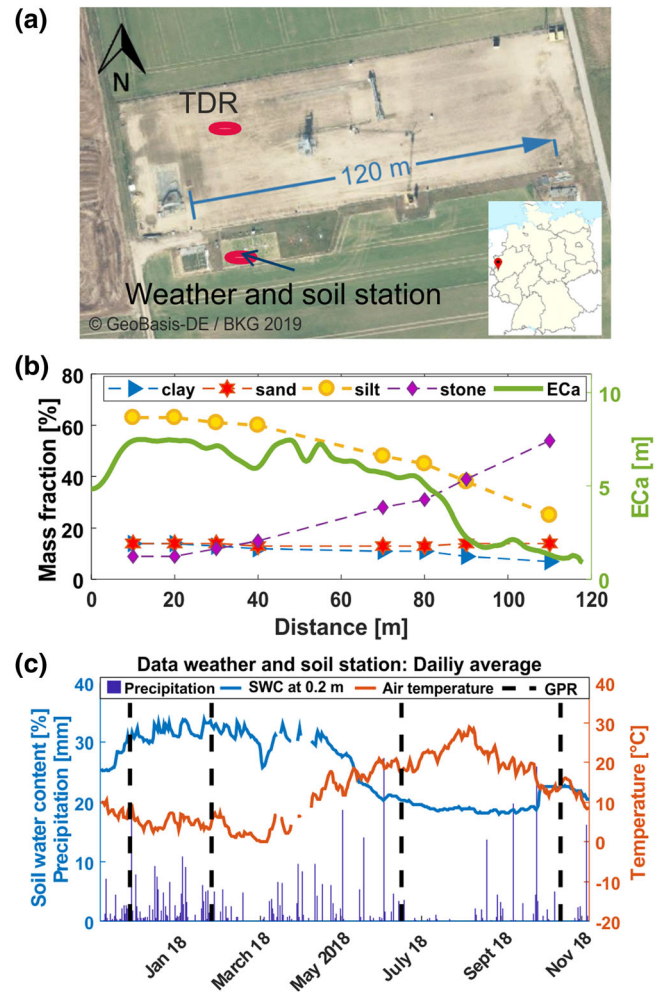 (a)
N
TDR
120 m
Weather and soil station
© GeoBasis-DE / BKG 2019
(b)
clay sand silt stone ECa
Mass fraction [%]
80
60
40
20
0
10
5
0
ECa [m]
0 20 40 60 80 100 120
Distance [m]
(c)
Data weather and soil station: Dailiy average
Precipitation SWC at 0.2 m Air temperature GPR
Soil water content [%]
Precipitation [mm]
40
30
20
10
0
40
30
20
10
0
-10
-20
Temperature [°C]
Jan 18 March 18 May 2018 July 18 Sept 18 Nov 18